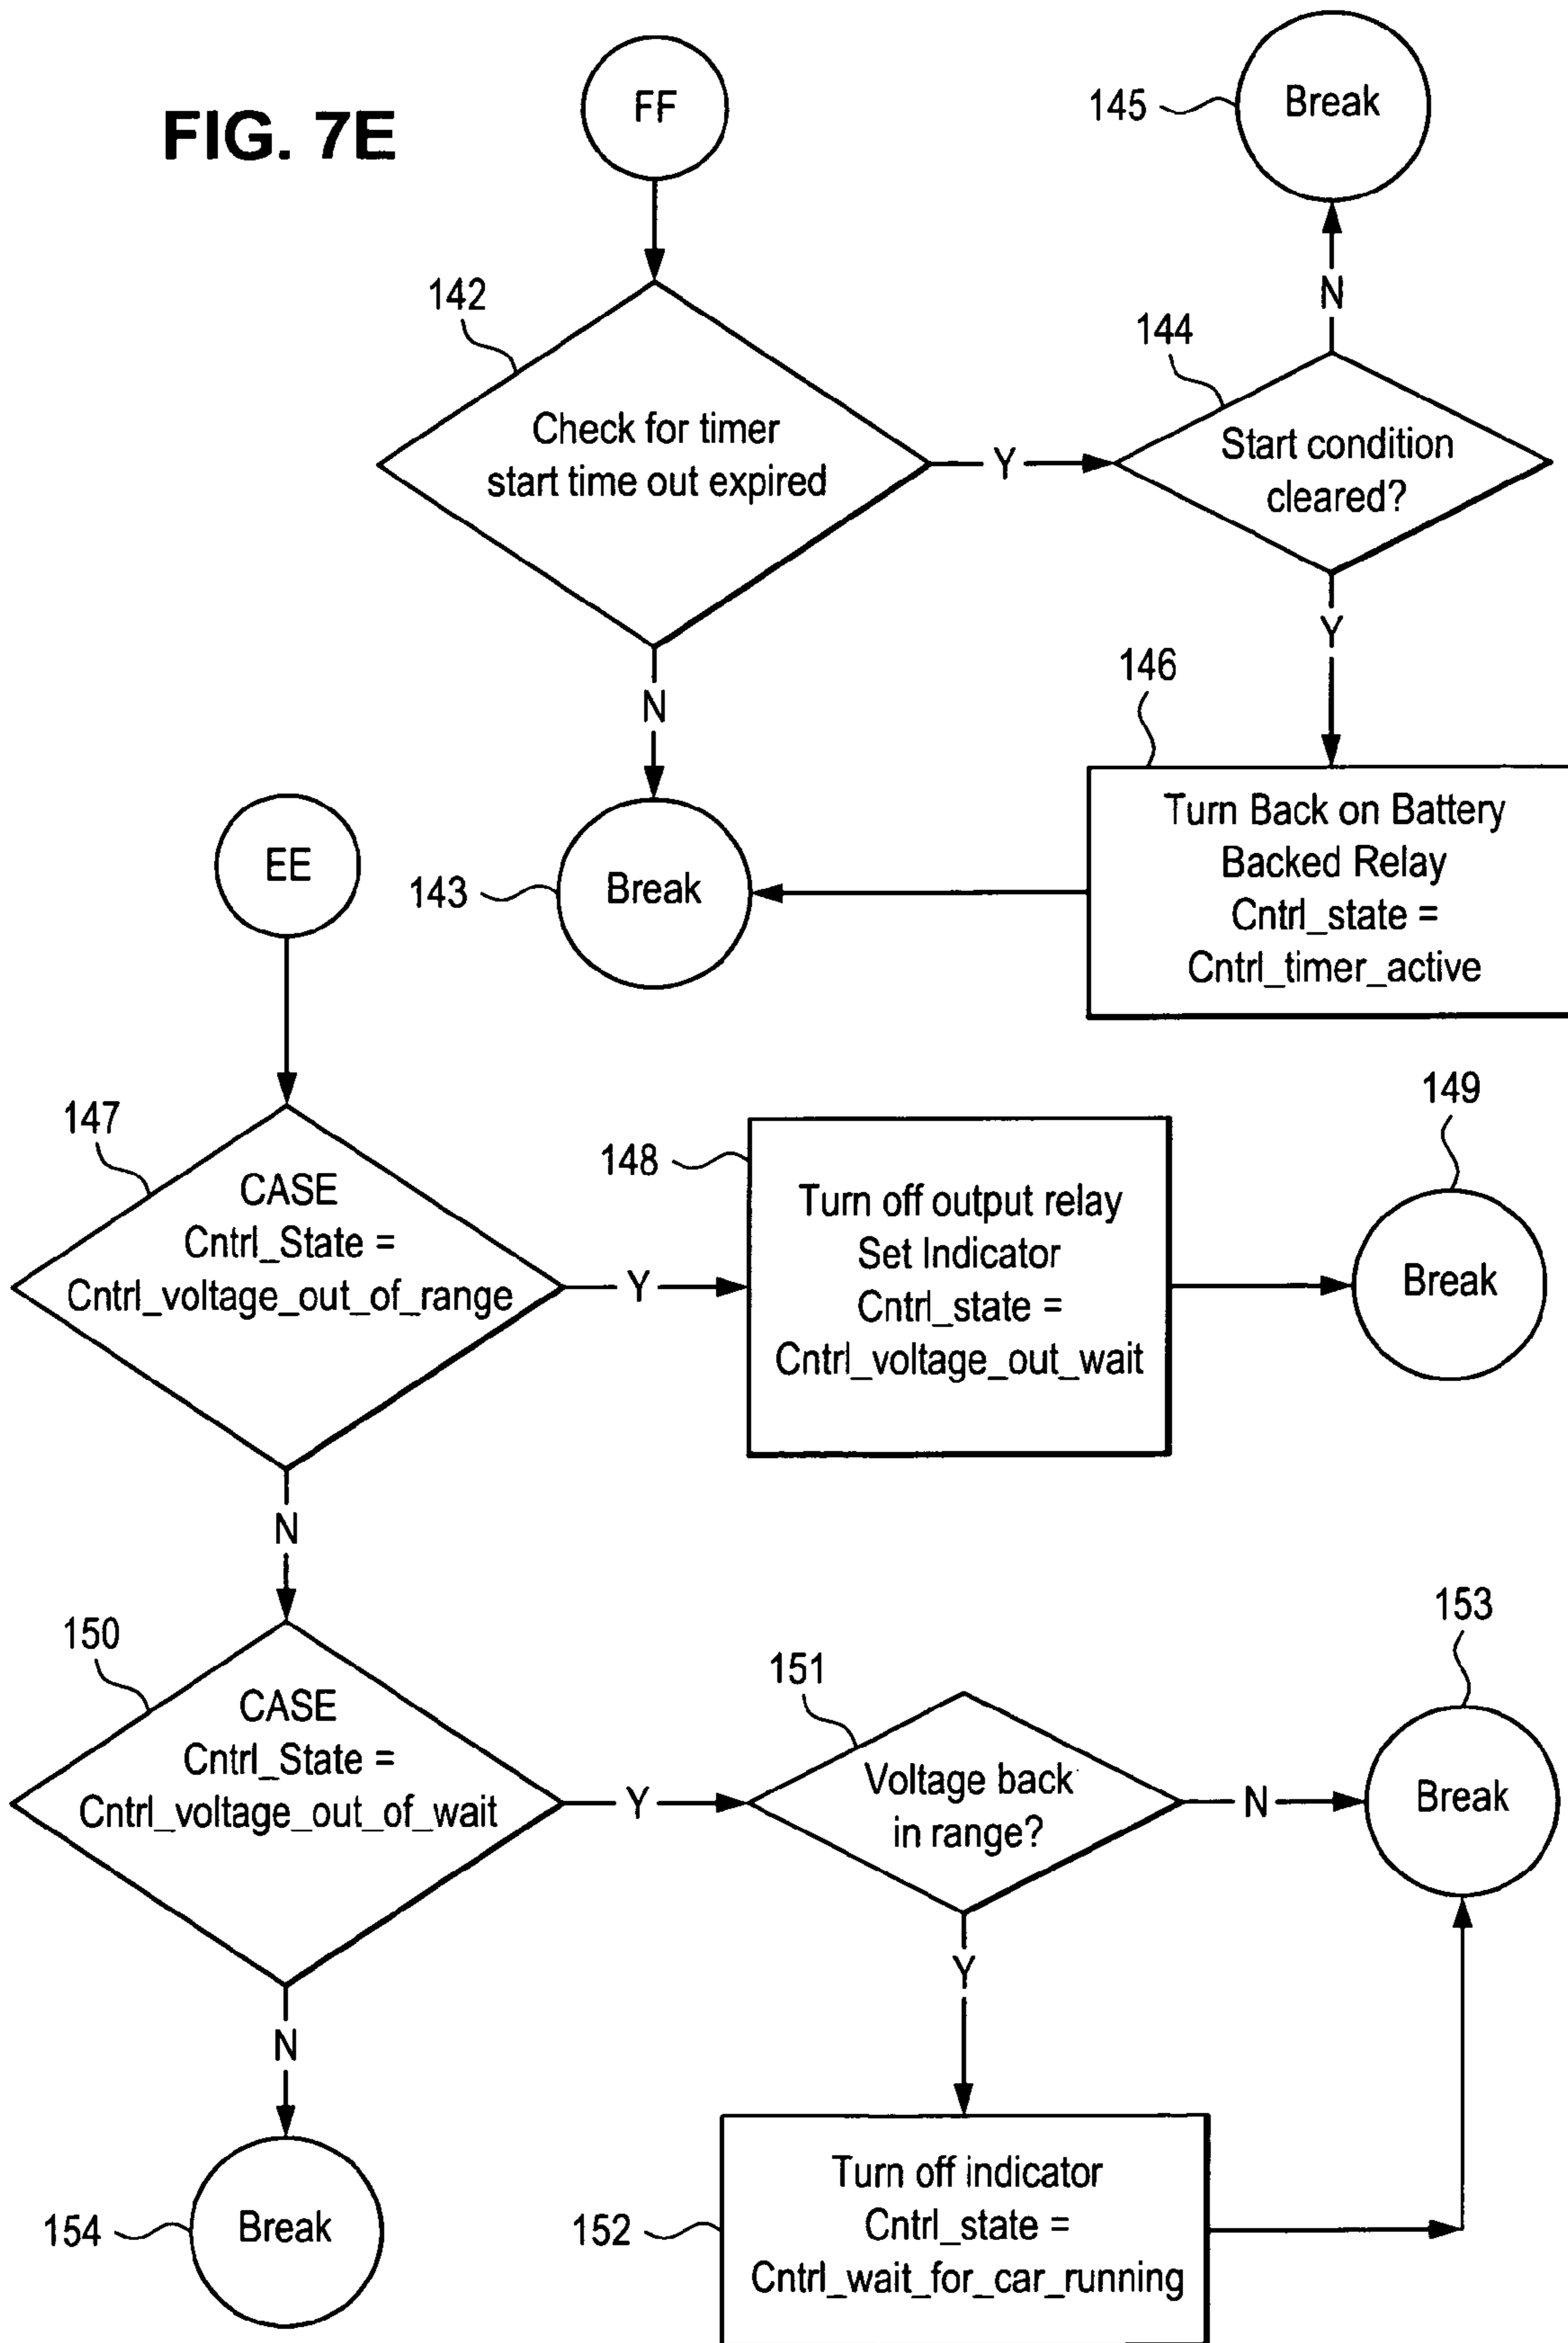 FIG. 7E
FF
145
Break
142
Check for timer
start time out expired
Y
144
Start condition
cleared?
N
N
Y
146
Turn Back on Battery
Backed Relay
Cntrl_state =
Cntrl_timer_active
143
Break
EE
147
CASE
Cntrl_State =
Cntrl_voltage_out_of_range
Y
148
Turn off output relay
Set Indicator
Cntrl_state =
Cntrl_voltage_out_wait
149
Break
N
150
CASE
Cntrl_State =
Cntrl_voltage_out_of_wait
Y
151
Voltage back
in range?
N
153
Break
N
Y
154
Break
152
Turn off indicator
Cntrl_state =
Cntrl_wait_for_car_running